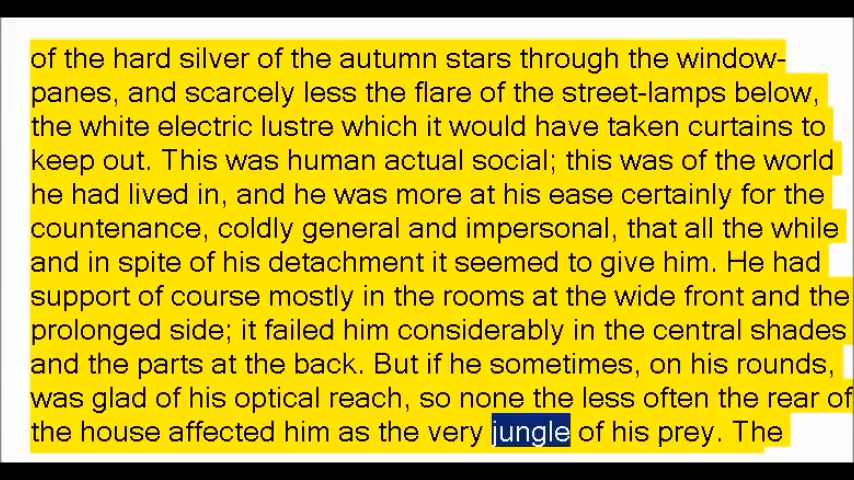 of the hard silver of the autumn stars through the window-
panes, and scarcely less the flare of the street-lamps below,
the white electric lustre which it would have taken curtains to
keep out. This was human actual social; this was of the world
he had lived in, and he was more at his ease certainly for the
countenance, coldly general and impersonal, that all the while
and in spite of his detachment it seemed to give him. He had
support of course mostly in the rooms at the wide front and the
prolonged side; it failed him considerably in the central shades
and the parts at the back. But if he sometimes, on his rounds,
was glad of his optical reach, so none the less often the rear of
the house affected him as the very jungle of his prey. The